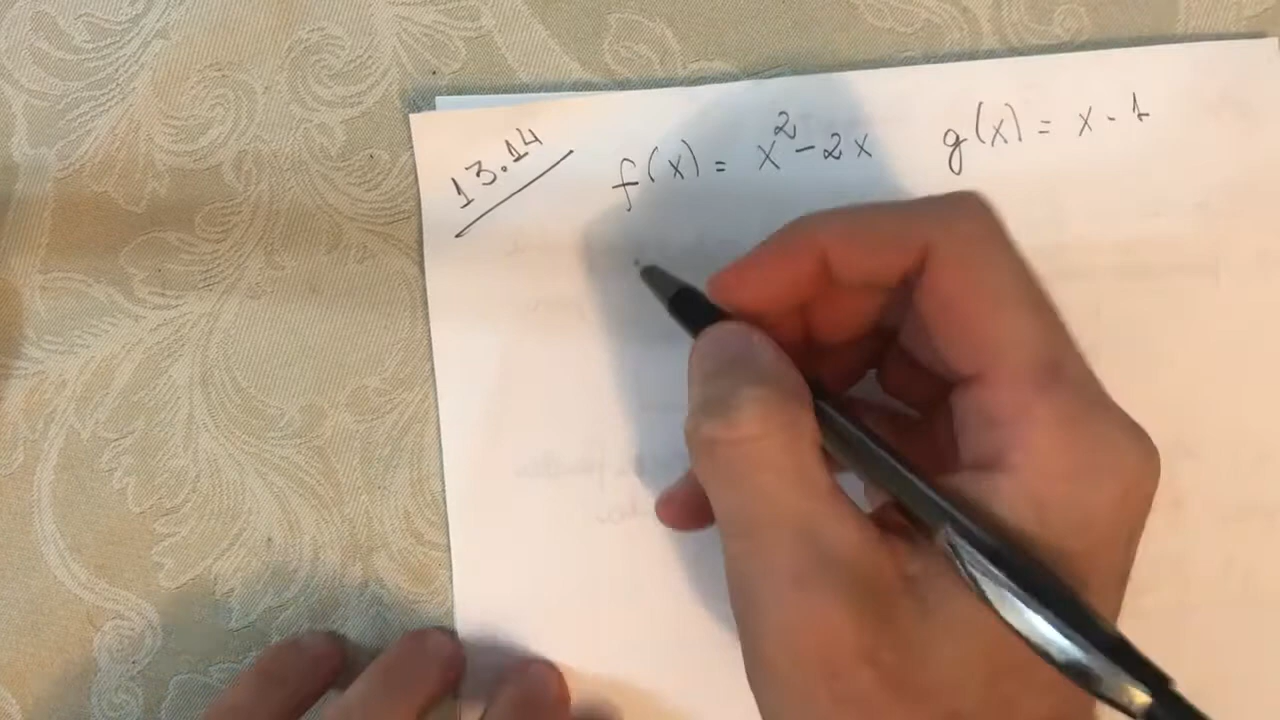 13.14 f(x) = x² - 2x g(x) = x - 1